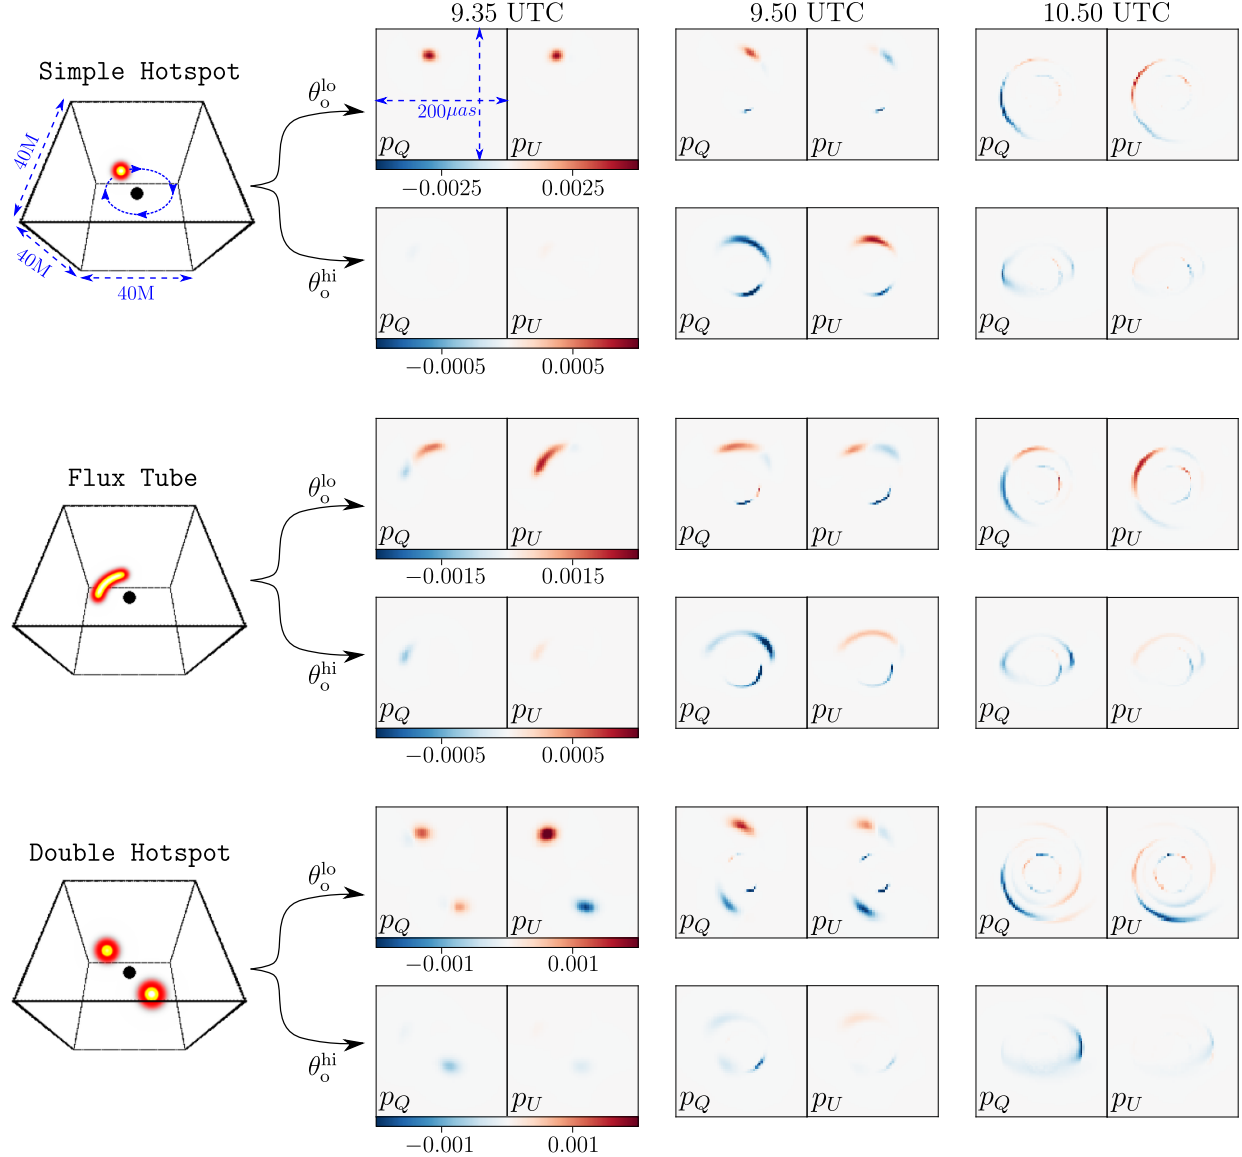 9.35 UTC
9.50 UTC
10.50 UTC
Simple Hotspot
40M
40M
40M
θ_o^lo
200μas
p_Q
p_U
p_Q
p_U
p_Q
p_U
−0.0025
0.0025
θ_o^hi
p_Q
p_U
p_Q
p_U
p_Q
p_U
−0.0005
0.0005
Flux Tube
θ_o^lo
p_Q
p_U
p_Q
p_U
p_Q
p_U
−0.0015
0.0015
θ_o^hi
p_Q
p_U
p_Q
p_U
p_Q
p_U
−0.0005
0.0005
Double Hotspot
θ_o^lo
p_Q
p_U
p_Q
p_U
p_Q
p_U
−0.001
0.001
θ_o^hi
p_Q
p_U
p_Q
p_U
p_Q
p_U
−0.001
0.001